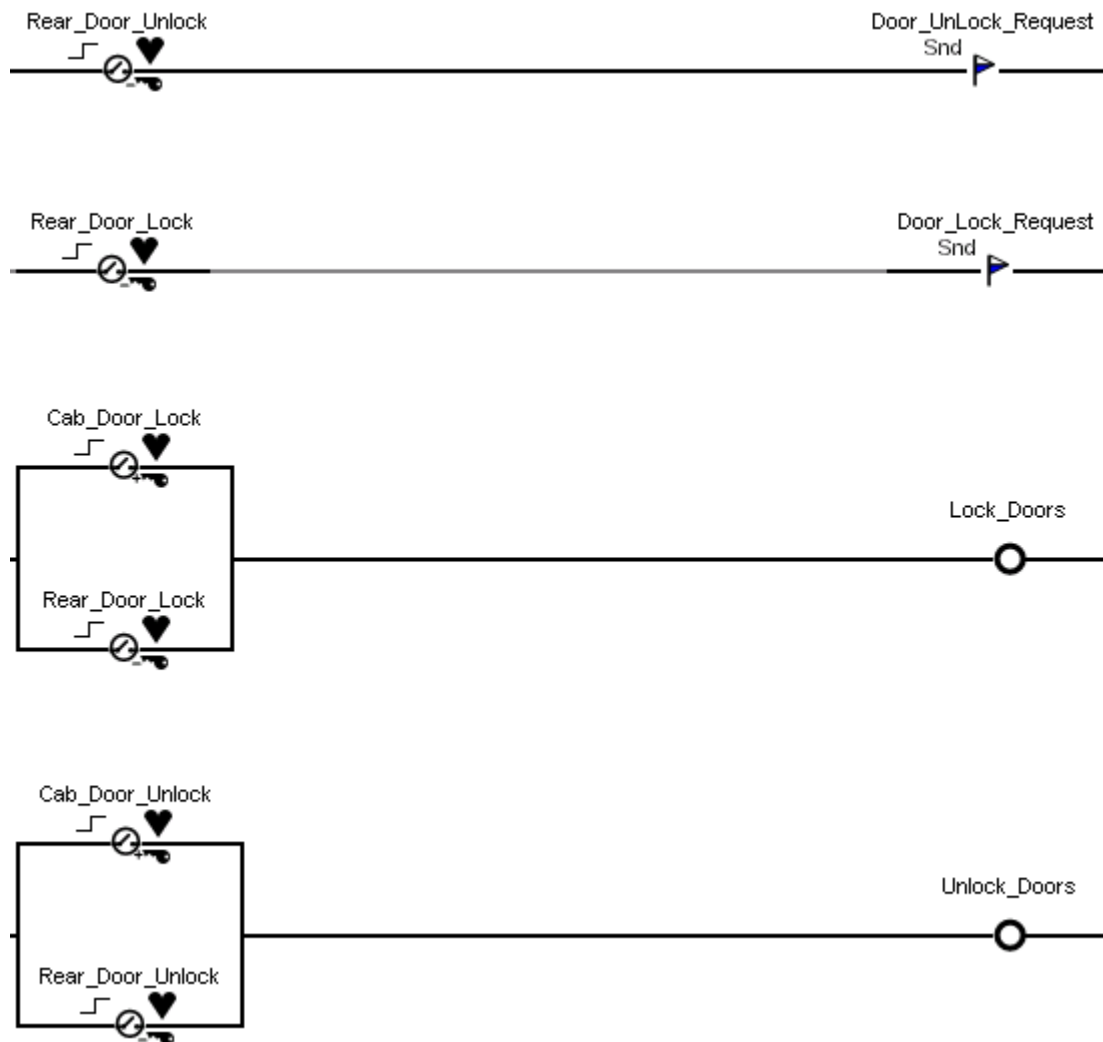 Rear_Door_Unlock
Door_UnLock_Request
Snd
Rear_Door_Lock
Door_Lock_Request
Snd
Cab_Door_Lock
Lock_Doors
Rear_Door_Lock
Cab_Door_Unlock
Unlock_Doors
Rear_Door_Unlock